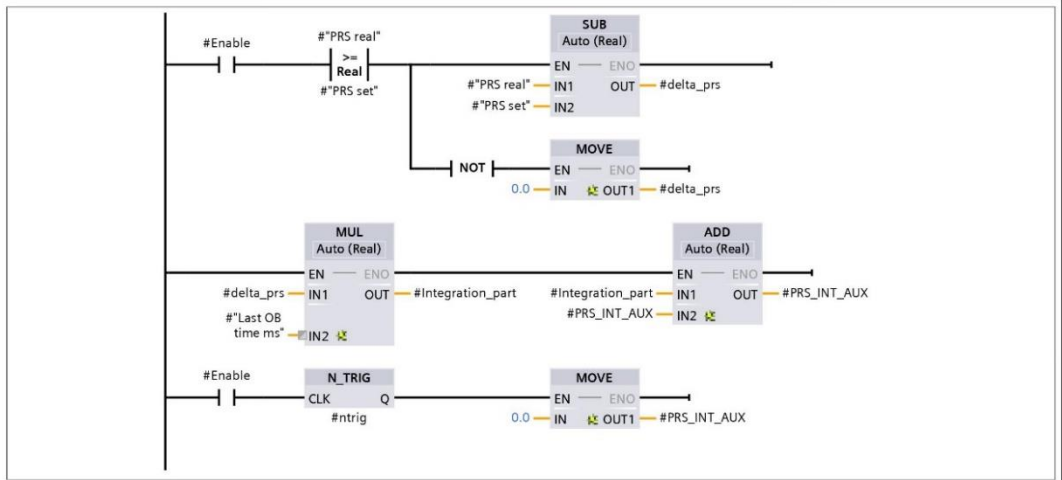 #Enable
#"PRS real"
>=
Real
#"PRS set"
SUB
Auto (Real)
EN ENO
#"PRS real" IN1 OUT #delta_prs
#"PRS set" IN2
NOT
MOVE
EN ENO
0.0 IN OUT1 #delta_prs
MUL
Auto (Real)
EN ENO
#delta_prs IN1 OUT #Integration_part
#"Last OB
time ms" IN2
ADD
Auto (Real)
EN ENO
#Integration_part IN1 OUT #PRS_INT_AUX
#PRS_INT_AUX IN2
#Enable
N_TRIG
CLK Q
#ntrig
MOVE
EN ENO
0.0 IN OUT1 #PRS_INT_AUX